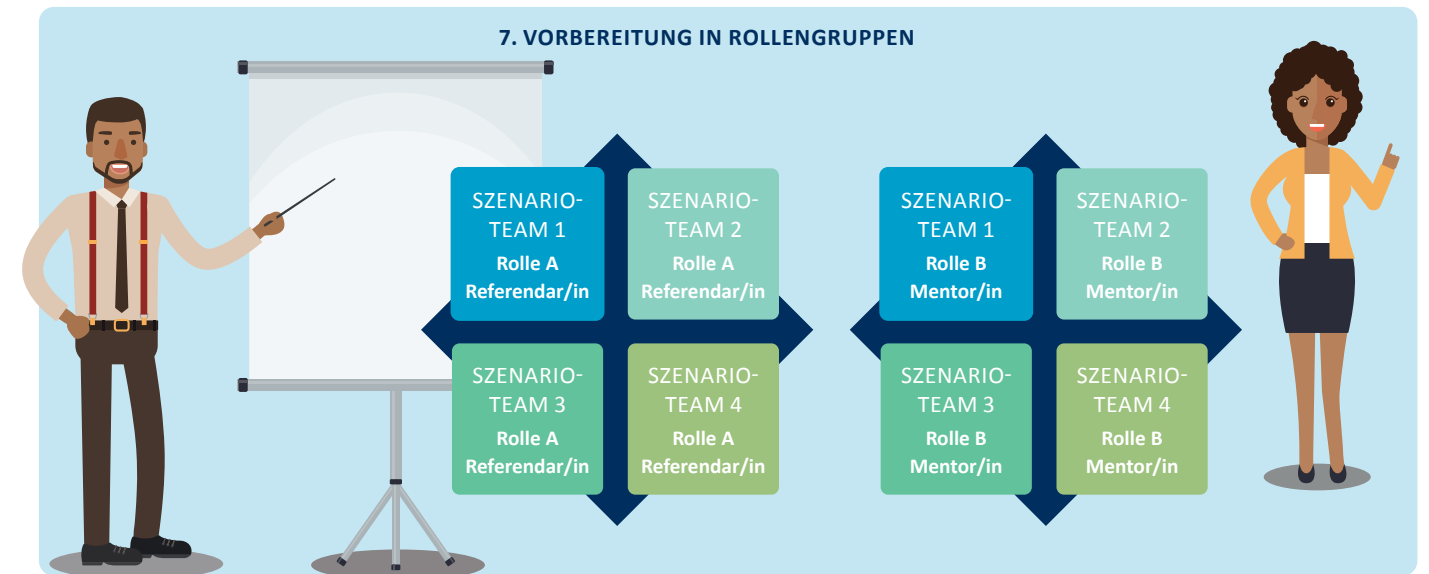 7. VORBEREITUNG IN ROLLENGRUPPEN
SZENARIO-
TEAM 1
Rolle A
Referendar/in
SZENARIO-
TEAM 2
Rolle A
Referendar/in
SZENARIO-
TEAM 3
Rolle A
Referendar/in
SZENARIO-
TEAM 4
Rolle A
Referendar/in
SZENARIO-
TEAM 1
Rolle B
Mentor/in
SZENARIO-
TEAM 2
Rolle B
Mentor/in
SZENARIO-
TEAM 3
Rolle B
Mentor/in
SZENARIO-
TEAM 4
Rolle B
Mentor/in